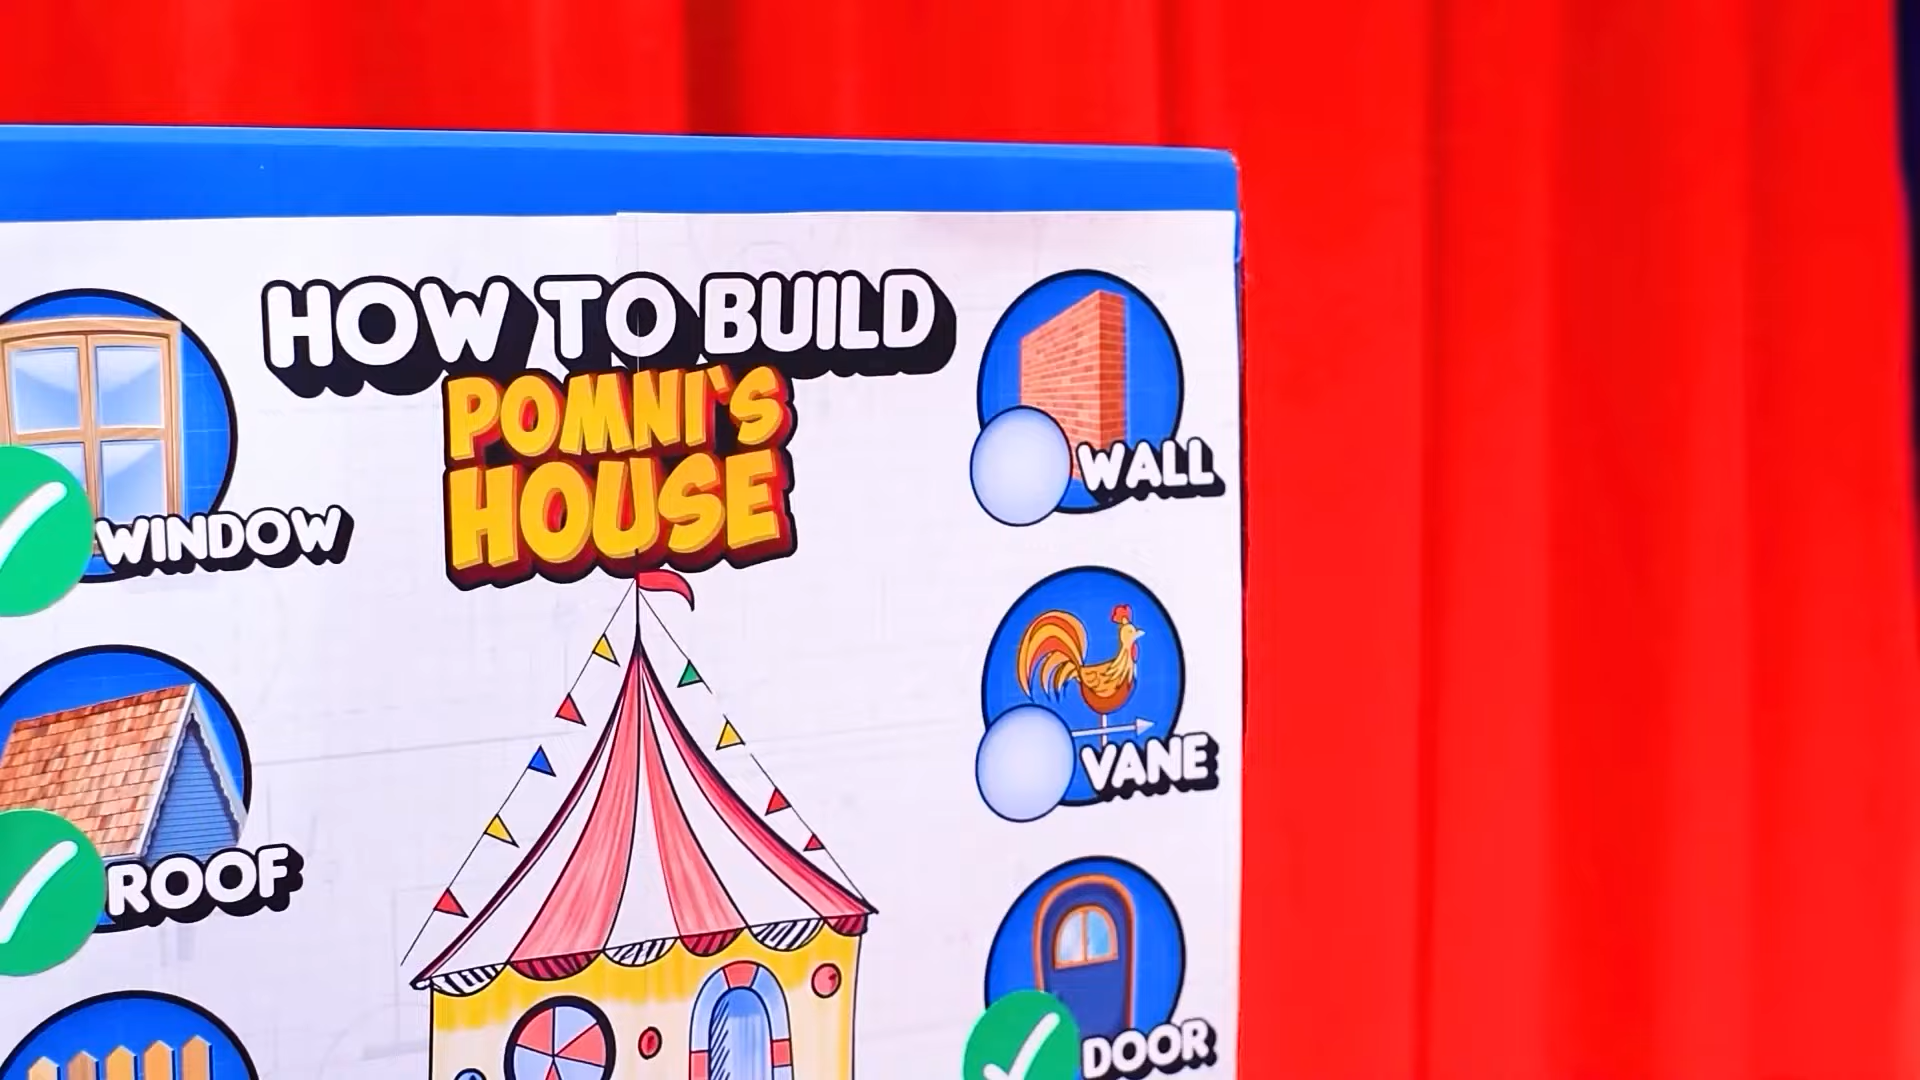 HOW TO BUILD
POMNI'S
HOUSE
WINDOW
WALL
ROOF
VANE
DOOR